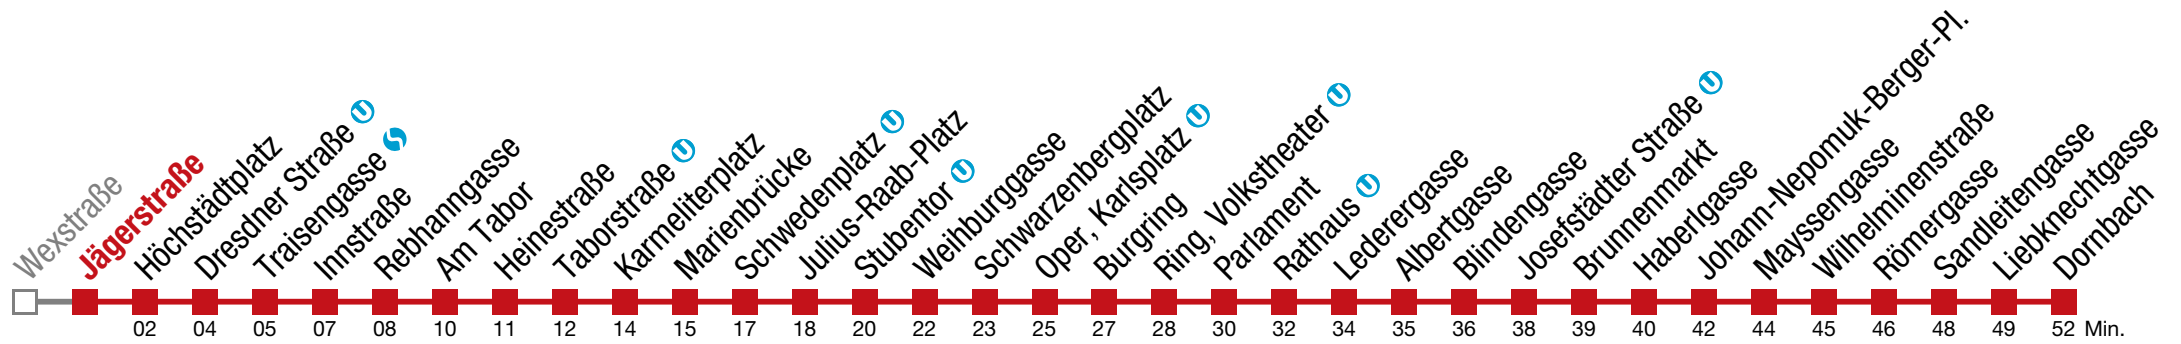 Wexstraße
Jägerstraße
Höchstädtplatz
Dresdner Straße U
Traisengasse S
Innstraße
Rebhanngasse
Am Tabor
Heinestraße
Taborstraße U
Karmeliterplatz
Marienbrücke
Schwedenplatz U
Julius-Raab-Platz
Stubentor U
Weihburggasse
Schwarzenbergplatz
Oper, Karlsplatz U
Burgring
Ring, Volkstheater U
Parlament
Rathaus U
Lederergasse
Albertgasse
Blindengasse
Josefstädter Straße U
Brunnenmarkt
Haberlgasse
Johann-Nepomuk-Berger-Pl.
Mayssengasse
Wilhelminenstraße
Römergasse
Sandleitengasse
Liebknechtgasse
Dornbach
02 04 05 07 08 10 11 12 14 15 17 18 20 22 23 25 27 28 30 32 34 35 36 38 39 40 42 44 45 46 48 49 52 Min.